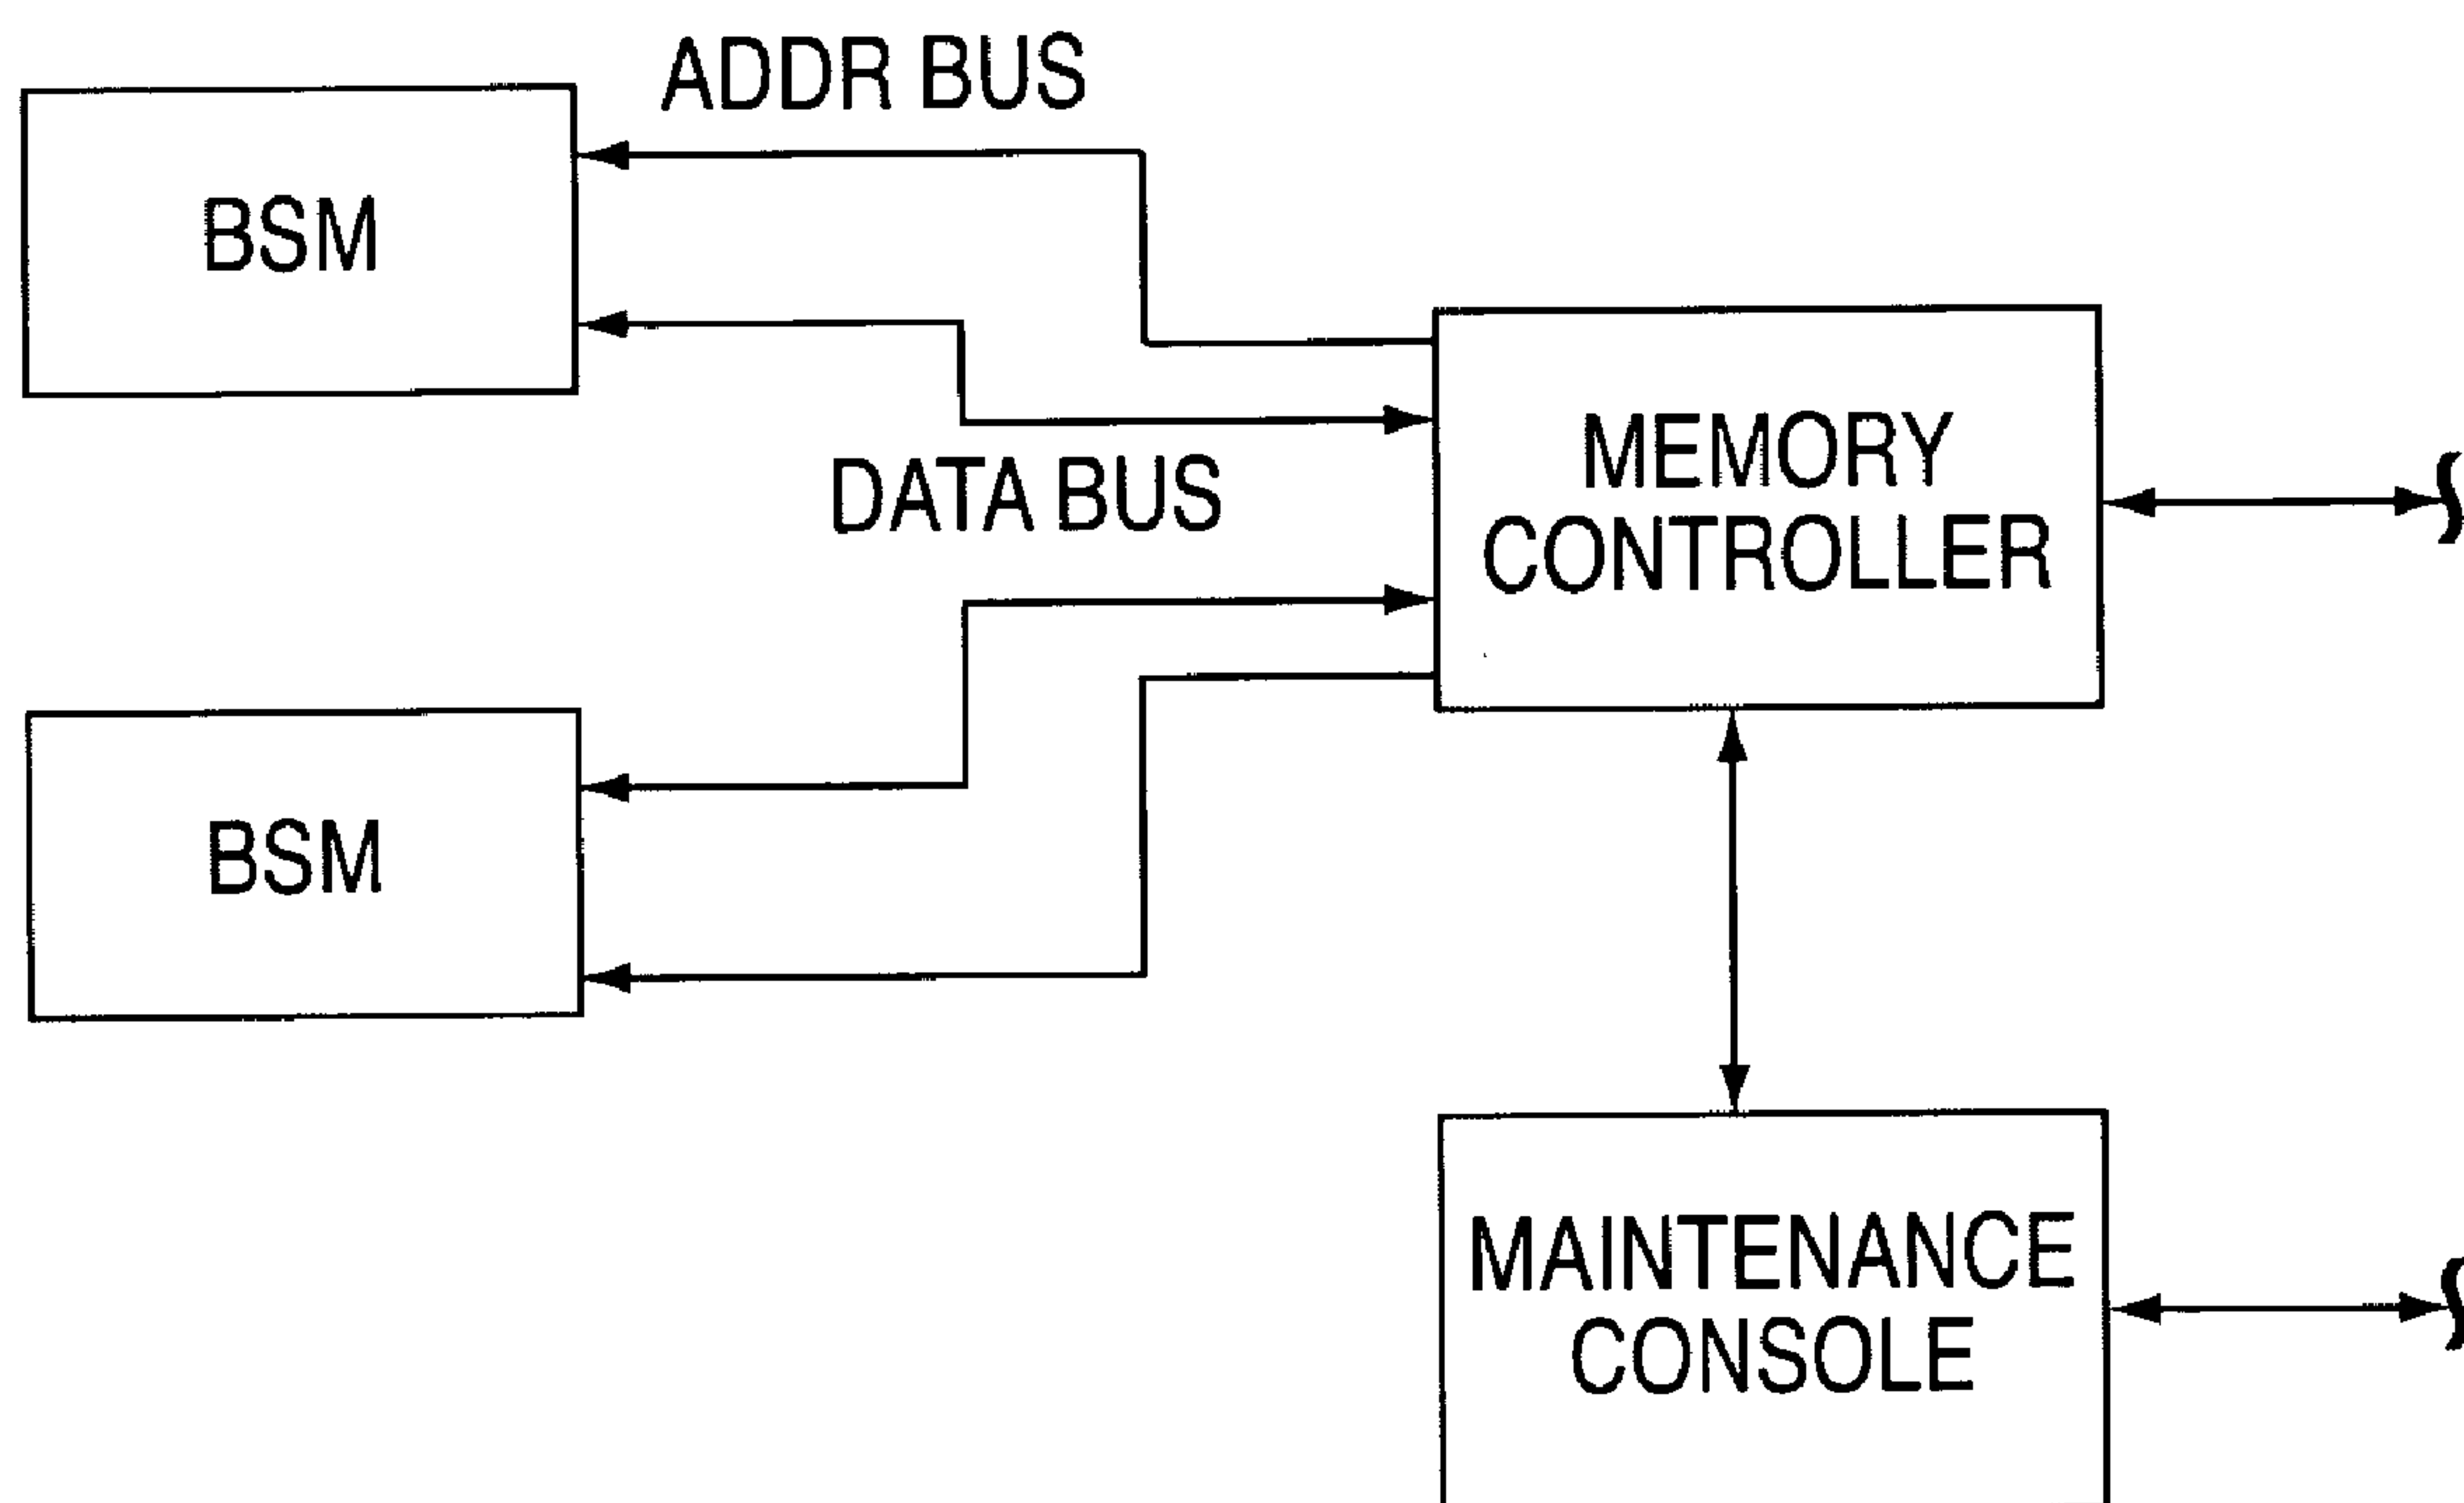 ADDR BUS
BSM
DATA BUS
MEMORY
CONTROLLER
BSM
MAINTENANCE
CONSOLE